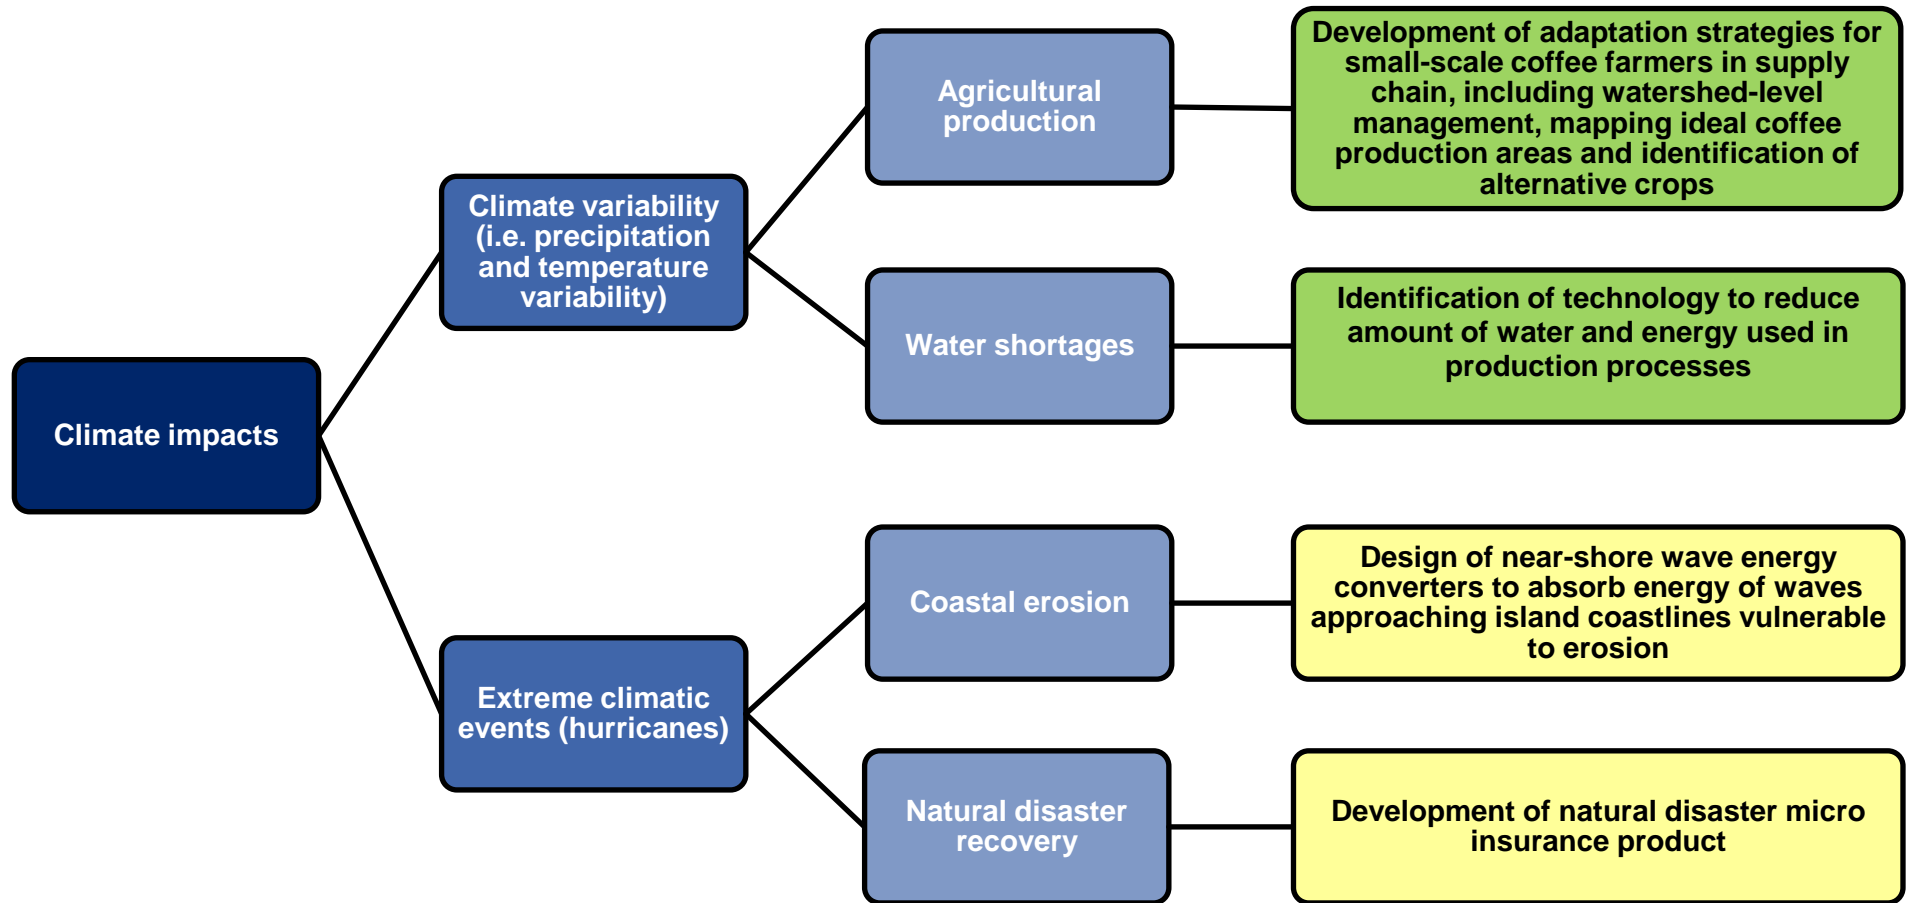 Climate impacts
Climate variability
(i.e. precipitation
and temperature
variability)
Extreme climatic
events (hurricanes)
Agricultural
production
Water shortages
Coastal erosion
Natural disaster
recovery
Development of adaptation strategies for
small-scale coffee farmers in supply
chain, including watershed-level
management, mapping ideal coffee
production areas and identification of
alternative crops
Identification of technology to reduce
amount of water and energy used in
production processes
Design of near-shore wave energy
converters to absorb energy of waves
approaching island coastlines vulnerable
to erosion
Development of natural disaster micro
insurance product